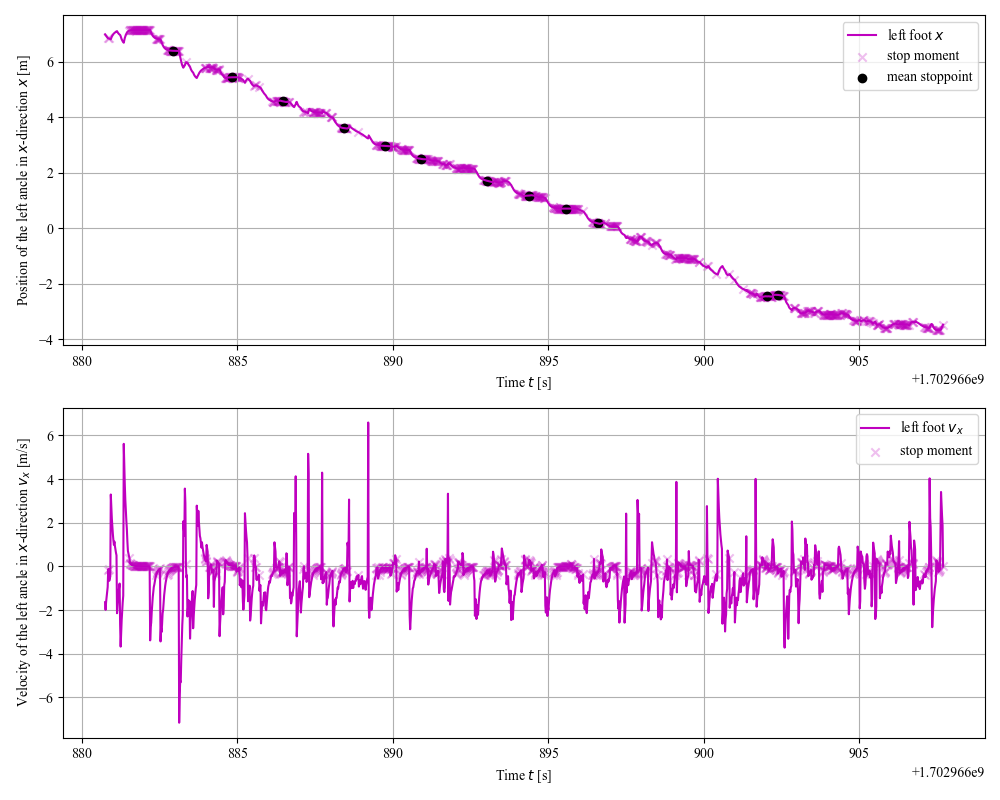 left foot x
stop moment
mean stoppoint
Position of the left ancle in x-direction x [m]
6
4
2
0
−2
−4
880
885
890
895
900
905
Time t [s]
+1.702966e9
left foot vₓ
stop moment
Velocity of the left ancle in x-direction vₓ [m/s]
6
4
2
0
−2
−4
−6
880
885
890
895
900
905
Time t [s]
+1.702966e9